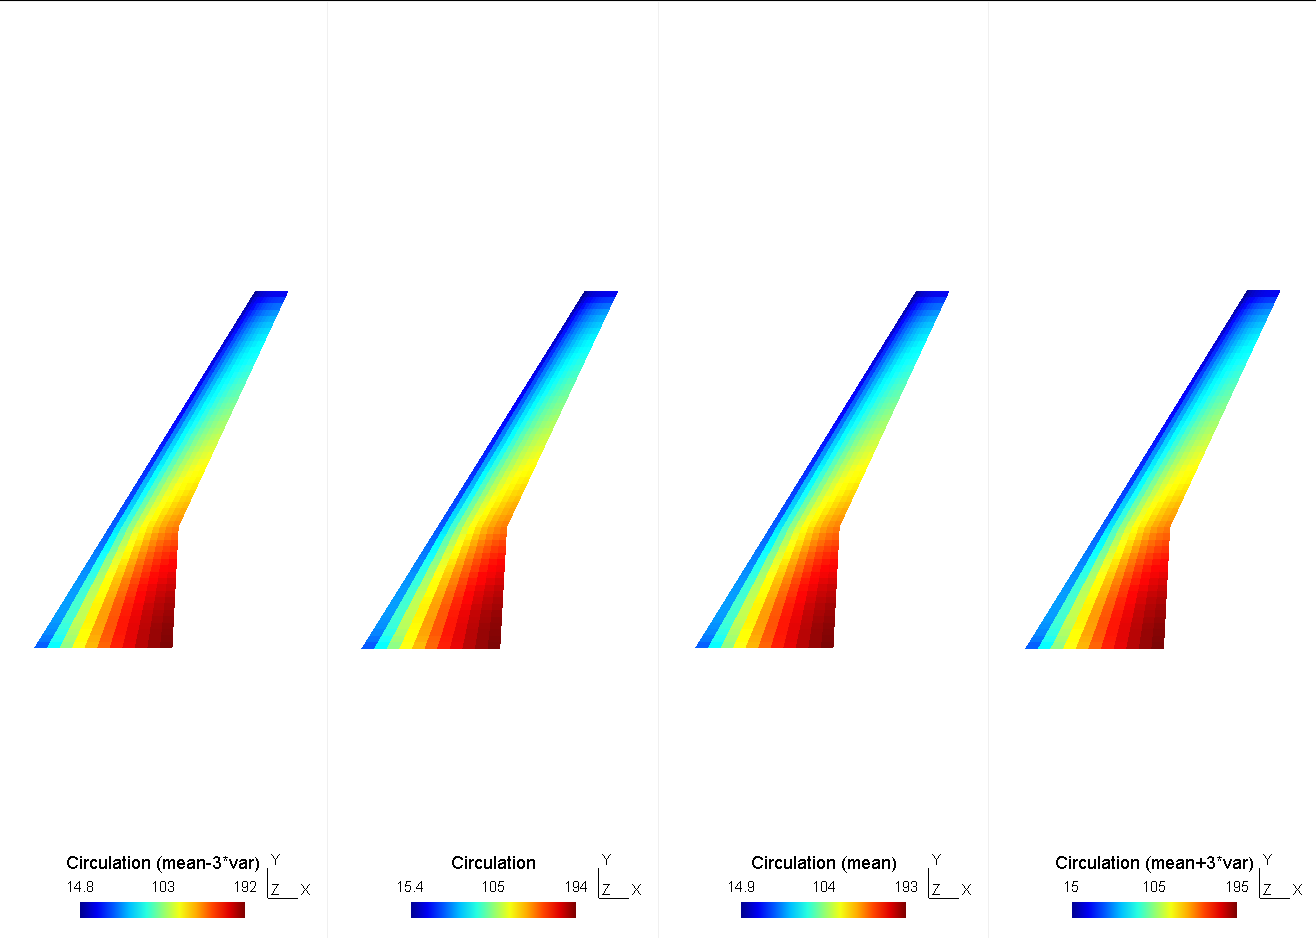 Circulation (mean-3*var)
14.8 103 192
Y
Z X
Circulation
15.4 105 194
Y
Z X
Circulation (mean)
14.9 104 193
Y
Z X
Circulation (mean+3*var)
15 105 195
Y
Z X